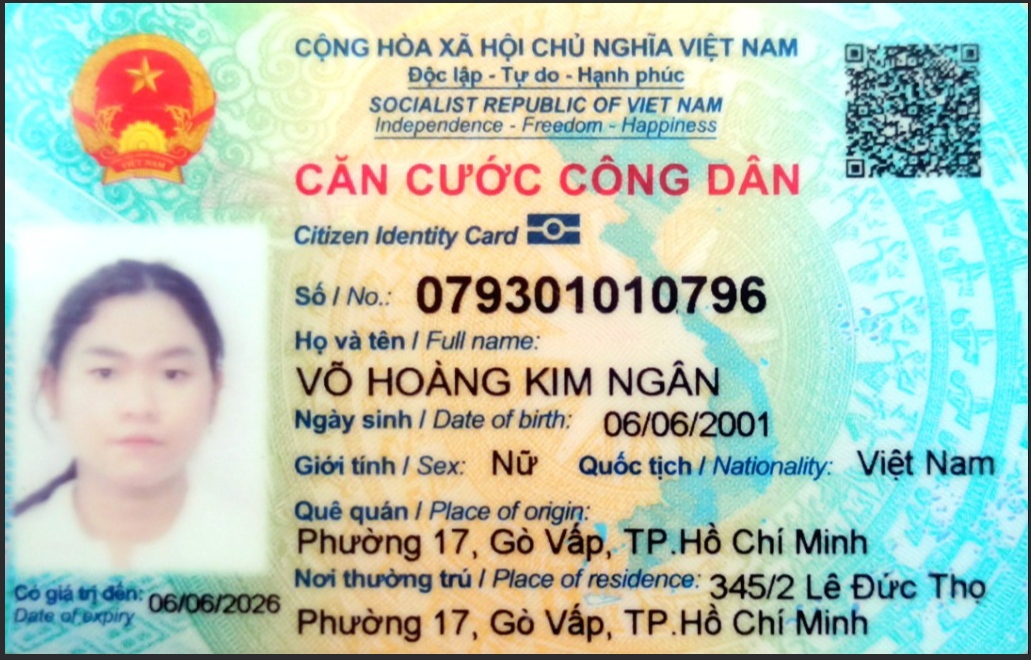 CỘNG HÒA XÃ HỘI CHỦ NGHĨA VIỆT NAM
Độc lập - Tự do - Hạnh phúc
SOCIALIST REPUBLIC OF VIET NAM
Independence - Freedom - Happiness
CĂN CƯỚC CÔNG DÂN
Citizen Identity Card
Số / No.: 079301010796
Họ và tên / Full name:
VÕ HOÀNG KIM NGÂN
Ngày sinh / Date of birth: 06/06/2001
Giới tính / Sex: Nữ Quốc tịch / Nationality: Việt Nam
Quê quán / Place of origin:
Phường 17, Gò Vấp, TP.Hồ Chí Minh
Nơi thường trú / Place of residence: 345/2 Lê Đức Thọ
Phường 17, Gò Vấp, TP.Hồ Chí Minh
Có giá trị đến: 06/06/2026
Date of expiry
VIỆT NAM